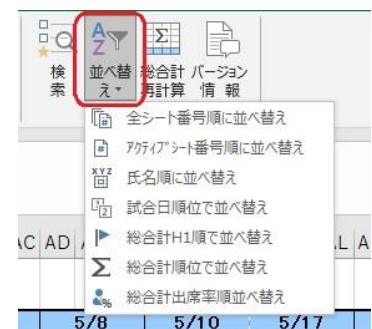 検索
並べ替え
総合計再計算
バージョン情報
全シート番号順に並べ替え
ｱｸﾃｨﾌﾞｼｰﾄ番号順に並べ替え
氏名順に並べ替え
試合日順位で並べ替え
総合計H1順で並べ替え
総合計順位で並べ替え
総合計出席率順並べ替え
AC AD L
5/8 5/10 5/17